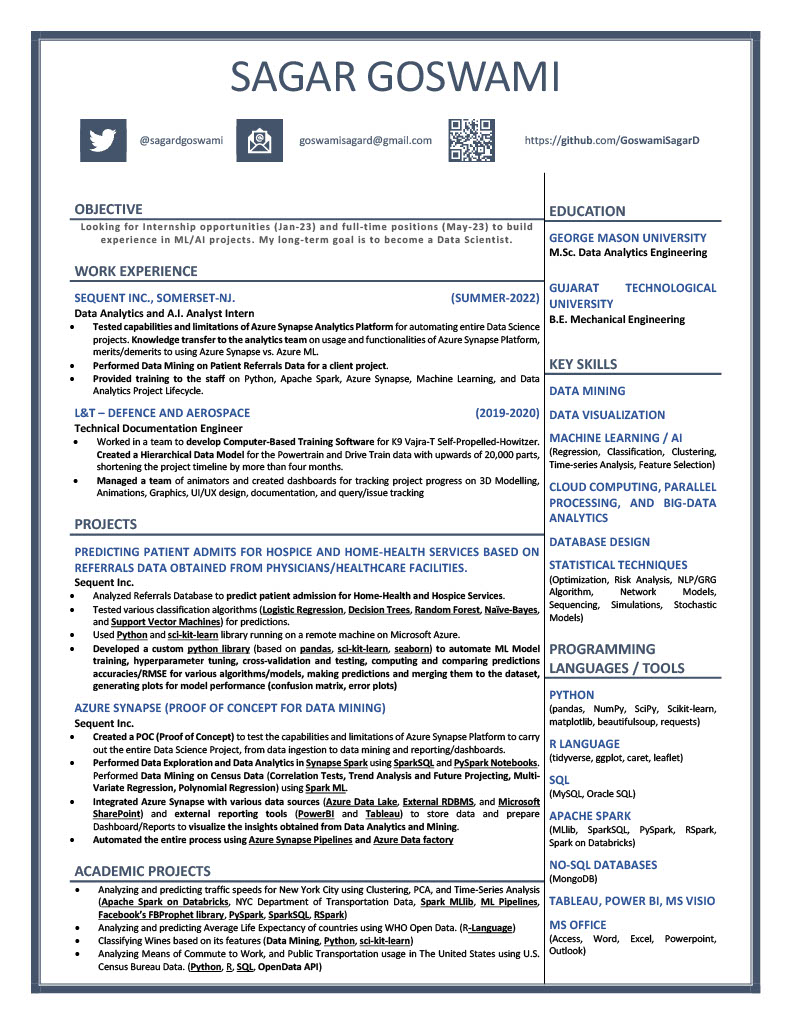 SAGAR GOSWAMI
@sagardgoswami
goswamisagard@gmail.com
https://github.com/GoswamiSagarD
OBJECTIVE
Looking for Internship opportunities (Jan-23) and full-time positions (May-23) to build
experience in ML/AI projects. My long-term goal is to become a Data Scientist.
WORK EXPERIENCE
SEQUENT INC., SOMERSET-NJ. (SUMMER-2022)
Data Analytics and A.I. Analyst Intern
• Tested capabilities and limitations of Azure Synapse Analytics Platform for automating entire Data Science
projects. Knowledge transfer to the analytics team on usage and functionalities of Azure Synapse Platform,
merits/demerits to using Azure Synapse vs. Azure ML.
• Performed Data Mining on Patient Referrals Data for a client project.
• Provided training to the staff on Python, Apache Spark, Azure Synapse, Machine Learning, and Data
Analytics Project Lifecycle.
L&T – DEFENCE AND AEROSPACE (2019-2020)
Technical Documentation Engineer
• Worked in a team to develop Computer-Based Training Software for K9 Vajra-T Self-Propelled-Howitzer.
Created a Hierarchical Data Model for the Powertrain and Drive Train data with upwards of 20,000 parts,
shortening the project timeline by more than four months.
• Managed a team of animators and created dashboards for tracking project progress on 3D Modelling,
Animations, Graphics, UI/UX design, documentation, and query/issue tracking
PROJECTS
PREDICTING PATIENT ADMITS FOR HOSPICE AND HOME-HEALTH SERVICES BASED ON
REFERRALS DATA OBTAINED FROM PHYSICIANS/HEALTHCARE FACILITIES.
Sequent Inc.
• Analyzed Referrals Database to predict patient admission for Home-Health and Hospice Services.
• Tested various classification algorithms (Logistic Regression, Decision Trees, Random Forest, Naïve-Bayes,
and Support Vector Machines) for predictions.
• Used Python and sci-kit-learn library running on a remote machine on Microsoft Azure.
• Developed a custom python library (based on pandas, sci-kit-learn, seaborn) to automate ML Model
training, hyperparameter tuning, cross-validation and testing, computing and comparing predictions
accuracies/RMSE for various algorithms/models, making predictions and merging them to the dataset,
generating plots for model performance (confusion matrix, error plots)
AZURE SYNAPSE (PROOF OF CONCEPT FOR DATA MINING)
Sequent Inc.
• Created a POC (Proof of Concept) to test the capabilities and limitations of Azure Synapse Platform to carry
out the entire Data Science Project, from data ingestion to data mining and reporting/dashboards.
• Performed Data Exploration and Data Analytics in Synapse Spark using SparkSQL and PySpark Notebooks.
Performed Data Mining on Census Data (Correlation Tests, Trend Analysis and Future Projecting, Multi-
Variate Regression, Polynomial Regression) using Spark ML.
• Integrated Azure Synapse with various data sources (Azure Data Lake, External RDBMS, and Microsoft
SharePoint) and external reporting tools (PowerBI and Tableau) to store data and prepare
Dashboard/Reports to visualize the insights obtained from Data Analytics and Mining.
• Automated the entire process using Azure Synapse Pipelines and Azure Data factory
ACADEMIC PROJECTS
• Analyzing and predicting traffic speeds for New York City using Clustering, PCA, and Time-Series Analysis
(Apache Spark on Databricks, NYC Department of Transportation Data, Spark MLlib, ML Pipelines,
Facebook's FBProphet library, PySpark, SparkSQL, RSpark)
• Analyzing and predicting Average Life Expectancy of countries using WHO Open Data. (R-Language)
• Classifying Wines based on its features (Data Mining, Python, sci-kit-learn)
• Analyzing Means of Commute to Work, and Public Transportation usage in The United States using U.S.
Census Bureau Data. (Python, R, SQL, OpenData API)
EDUCATION
GEORGE MASON UNIVERSITY
M.Sc. Data Analytics Engineering
GUJARAT TECHNOLOGICAL
UNIVERSITY
B.E. Mechanical Engineering
KEY SKILLS
DATA MINING
DATA VISUALIZATION
MACHINE LEARNING / AI
(Regression, Classification, Clustering,
Time-series Analysis, Feature Selection)
CLOUD COMPUTING, PARALLEL
PROCESSING, AND BIG-DATA
ANALYTICS
DATABASE DESIGN
STATISTICAL TECHNIQUES
(Optimization, Risk Analysis, NLP/GRG
Algorithm, Network Models,
Sequencing, Simulations, Stochastic
Models)
PROGRAMMING
LANGUAGES / TOOLS
PYTHON
(pandas, NumPy, SciPy, Scikit-learn,
matplotlib, beautifulsoup, requests)
R LANGUAGE
(tidyverse, ggplot, caret, leaflet)
SQL
(MySQL, Oracle SQL)
APACHE SPARK
(MLlib, SparkSQL, PySpark, RSpark,
Spark on Databricks)
NO-SQL DATABASES
(MongoDB)
TABLEAU, POWER BI, MS VISIO
MS OFFICE
(Access, Word, Excel, Powerpoint,
Outlook)